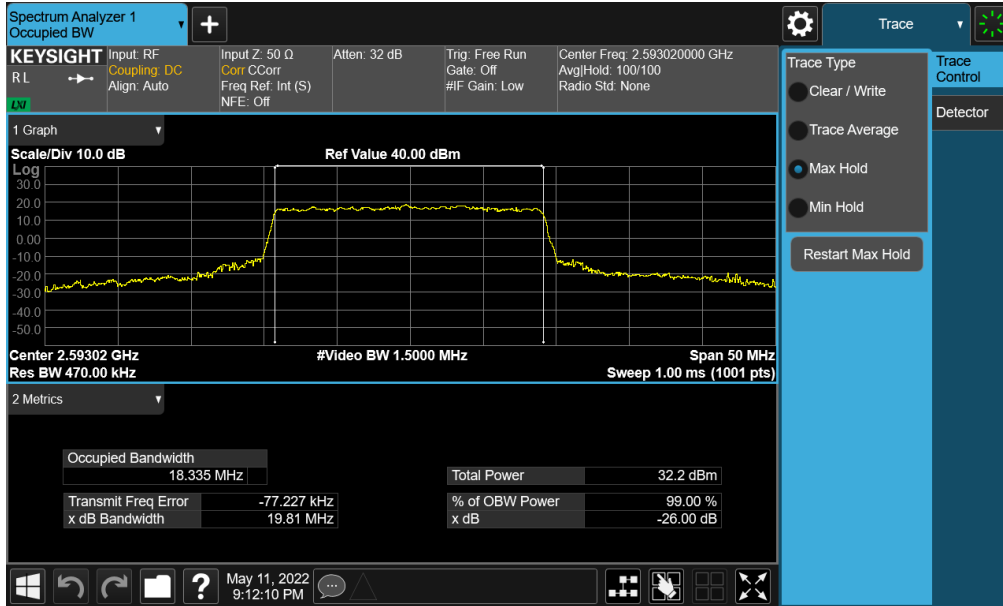 Spectrum Analyzer 1
Occupied BW
Trace
KEYSIGHT
R L
LXI
Input: RF
Coupling: DC
Align: Auto
Input Z: 50 Ω
Corr CCorr
Freq Ref: Int (S)
NFE: Off
Atten: 32 dB
Trig: Free Run
Gate: Off
#IF Gain: Low
Center Freq: 2.593020000 GHz
Avg|Hold: 100/100
Radio Std: None
1 Graph
Scale/Div 10.0 dB
Ref Value 40.00 dBm
Log
30.0
20.0
10.0
0.00
-10.0
-20.0
-30.0
-40.0
-50.0
Center 2.59302 GHz
#Video BW 1.5000 MHz
Span 50 MHz
Res BW 470.00 kHz
Sweep 1.00 ms (1001 pts)
2 Metrics
Occupied Bandwidth
18.335 MHz
Total Power 32.2 dBm
Transmit Freq Error -77.227 kHz
% of OBW Power 99.00 %
x dB Bandwidth 19.81 MHz
x dB -26.00 dB
Trace Type
Clear / Write
Trace Average
Max Hold
Min Hold
Restart Max Hold
Trace
Control
Detector
?
May 11, 2022
9:12:10 PM